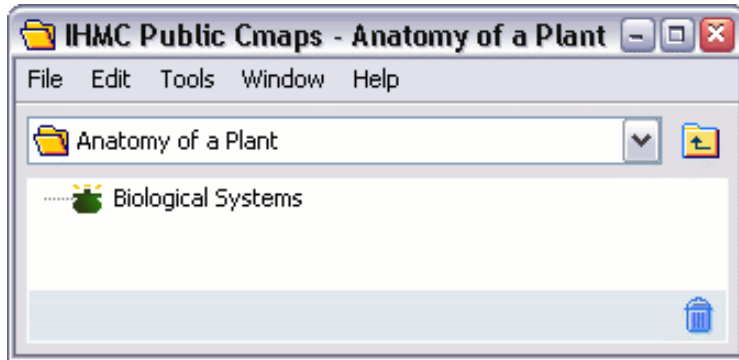 IHMC Public Cmaps - Anatomy of a Plant
File Edit Tools Window Help
Anatomy of a Plant
Biological Systems